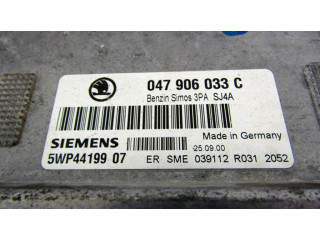 047 906 033 C
Benzin Simos 3PA SJ4A
Made in Germany
SIEMENS
25.09.00
5WP44199 07
ER SME 039112 R031 2052